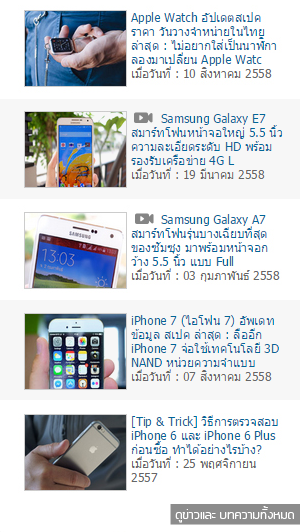 Apple Watch อัปเดตสเปค
ราคา วันวางจำหน่ายในไทย
ล่าสุด : ไม่อยากใส่เป็นนาฬิกา
ลองมาเปลี่ยน Apple Watc
เมื่อวันที่ : 10 สิงหาคม 2558
Samsung Galaxy E7
สมาร์ทโฟนหน้าจอใหญ่ 5.5 นิ้ว
ความละเอียดระดับ HD พร้อม
รองรับเครือข่าย 4G L
เมื่อวันที่ : 19 มีนาคม 2558
Samsung Galaxy A7
สมาร์ทโฟนรุ่นบางเฉียบที่สุด
ของซัมซุง มาพร้อมหน้าจอก
ว้าง 5.5 นิ้ว แบบ Full
เมื่อวันที่ : 03 กุมภาพันธ์ 2558
SAMSUNG
13:03
iPhone 7 (ไอโฟน 7) อัพเดท
ข้อมูล สเปค ล่าสุด : ลืออีก
iPhone 7 จ่อใช้เทคโนโลยี 3D
NAND หน่วยความจำแบบ
เมื่อวันที่ : 07 สิงหาคม 2558
[Tip & Trick] วิธีการตรวจสอบ
iPhone 6 และ iPhone 6 Plus
ก่อนซื้อ ทำได้อย่างไรบ้าง?
เมื่อวันที่ : 25 พฤศจิกายน
2557
ดูข่าวและ บทความทั้งหมด